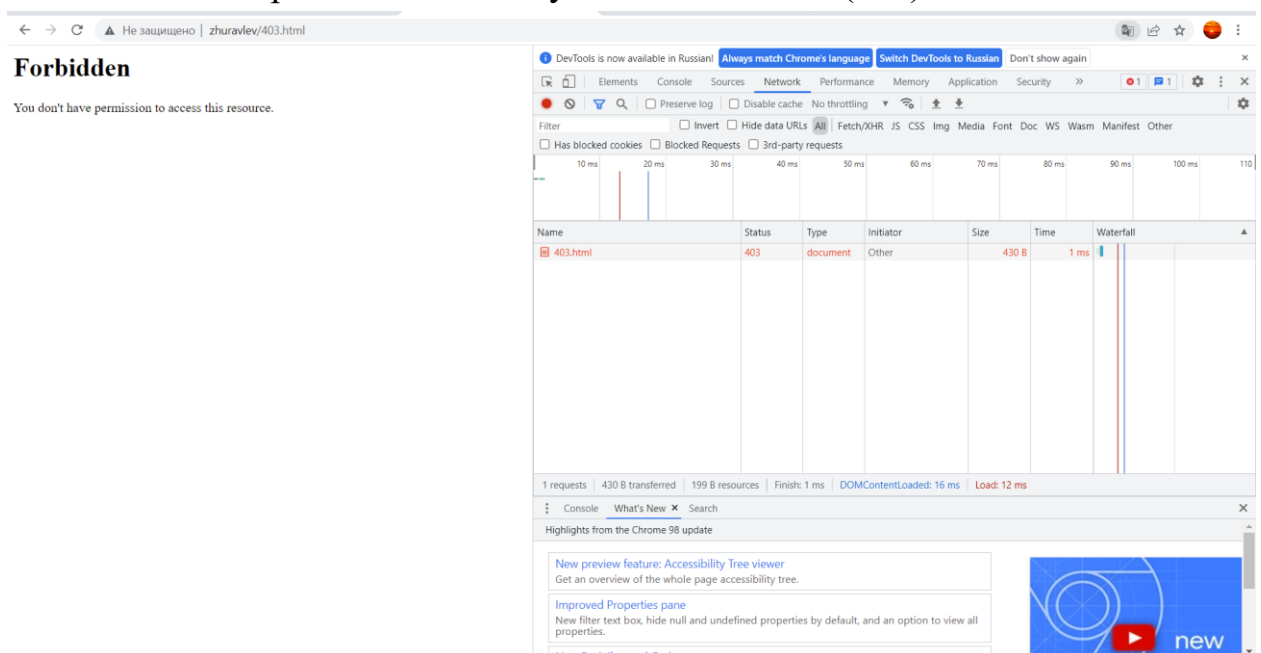 Не защищено | zhuravlev/403.html
Forbidden
You don't have permission to access this resource.
DevTools is now available in Russian! Always match Chrome's language Switch DevTools to Russian Don't show again
Elements Console Sources Network Performance Memory Application Security » 1 1
Preserve log Disable cache No throttling
Filter Invert Hide data URLs All Fetch/XHR JS CSS Img Media Font Doc WS Wasm Manifest Other
Has blocked cookies Blocked Requests 3rd-party requests
10 ms 20 ms 30 ms 40 ms 50 ms 60 ms 70 ms 80 ms 90 ms 100 ms 110
Name Status Type Initiator Size Time Waterfall
403.html 403 document Other 430 B 1 ms
1 requests 430 B transferred 199 B resources Finish: 1 ms DOMContentLoaded: 16 ms Load: 12 ms
Console What's New Search
Highlights from the Chrome 98 update
New preview feature: Accessibility Tree viewer
Get an overview of the whole page accessibility tree.
Improved Properties pane
New filter text box, hide null and undefined properties by default, and an option to view all
properties.
new